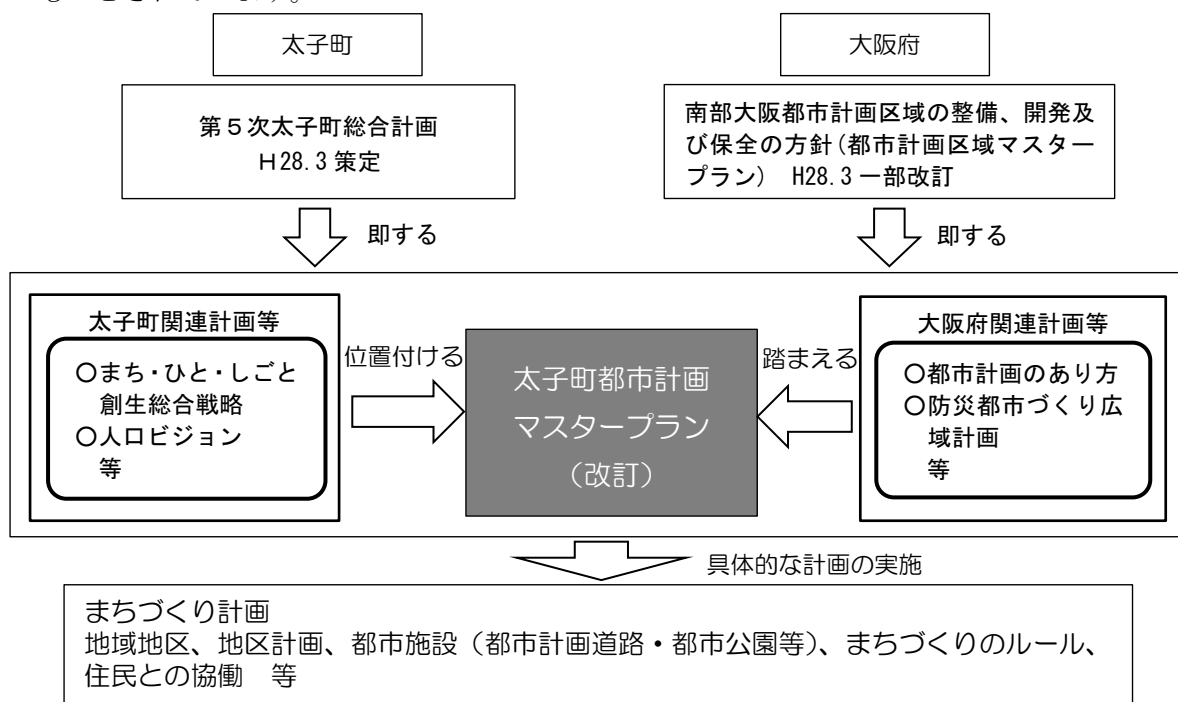 太子町
大阪府
第5次太子町総合計画
H28.3 策定
南部大阪都市計画区域の整備、開発及
び保全の方針(都市計画区域マスター
プラン) H28.3 一部改訂
即する
即する
太子町関連計画等
〇まち・ひと・しごと
創生総合戦略
〇人口ビジョン
等
位置付ける
太子町都市計画
マスタープラン
(改訂)
踏まえる
大阪府関連計画等
〇都市計画のあり方
〇防災都市づくり広
域計画
等
具体的な計画の実施
まちづくり計画
地域地区、地区計画、都市施設(都市計画道路・都市公園等)、まちづくりのルール、
住民との協働 等